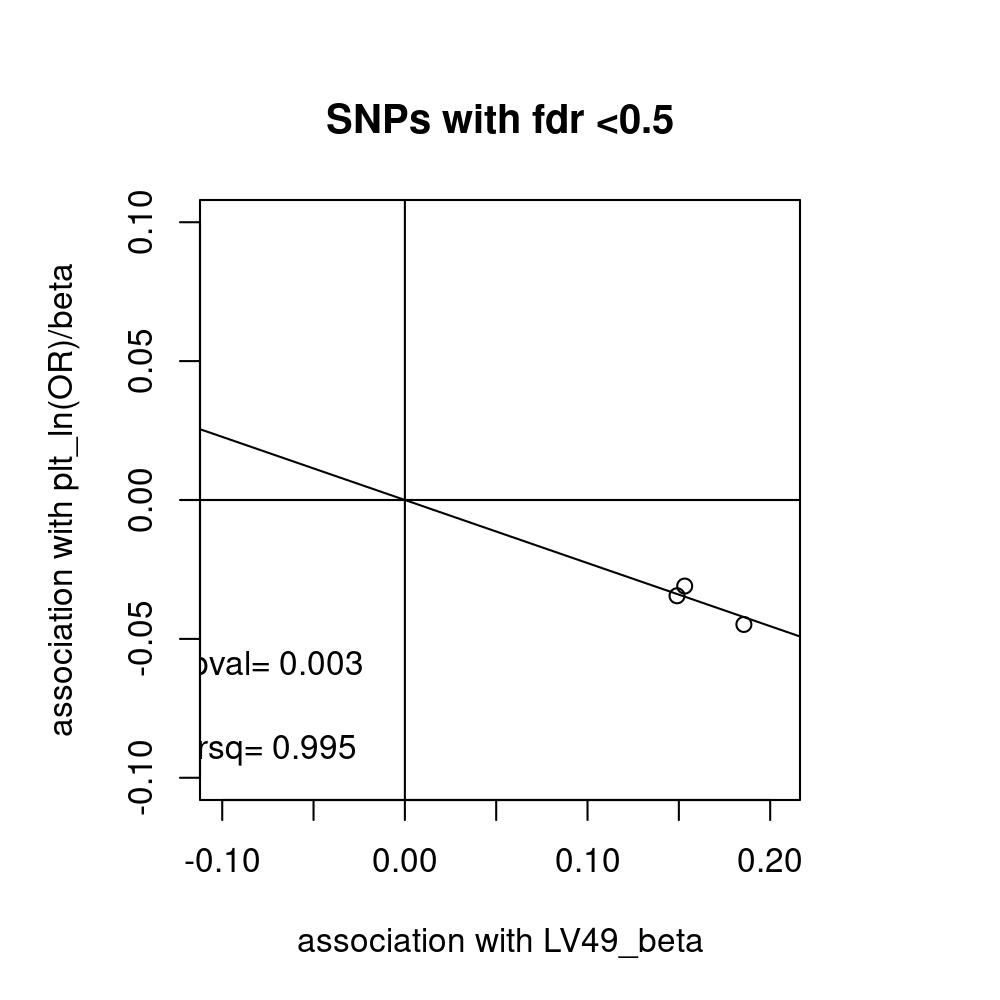 SNPs with fdr <0.5
association with plt_ln(OR)/beta
0.10
0.05
0.00
-0.05
-0.10
pval= 0.003
rsq= 0.995
-0.10 0.00 0.10 0.20
association with LV49_beta